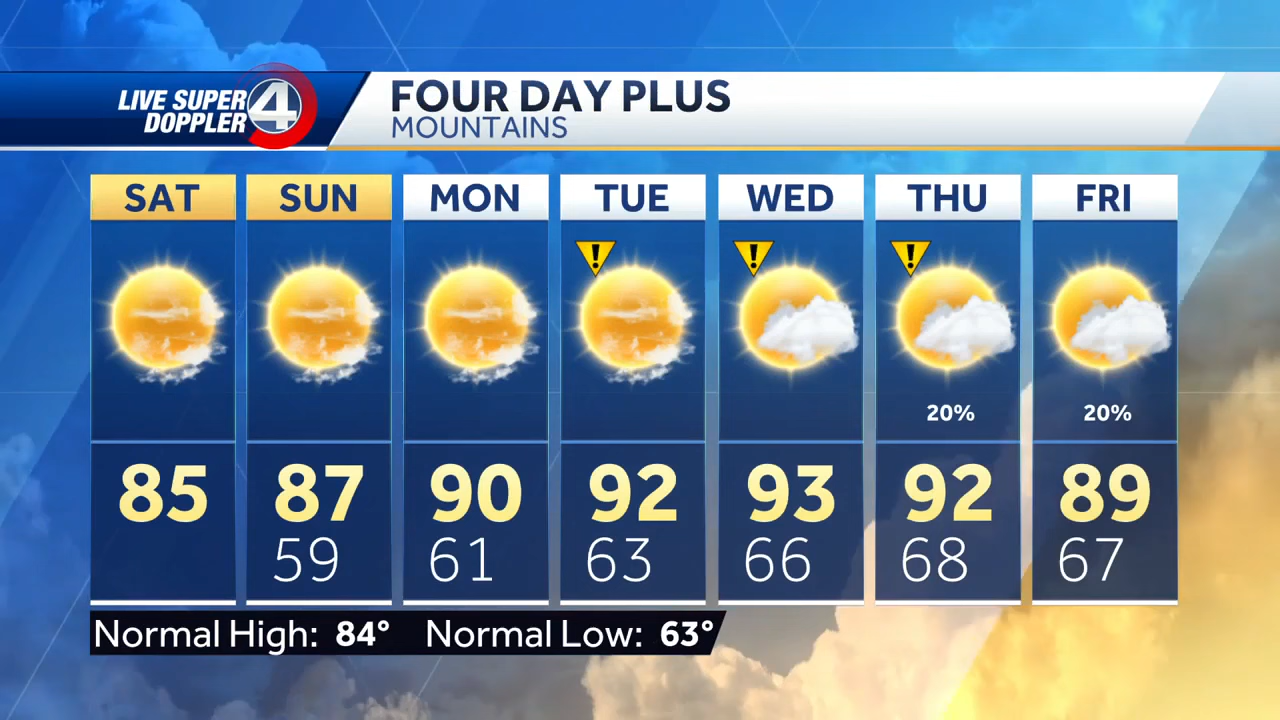 LIVE SUPER 4
DOPPLER
FOUR DAY PLUS
MOUNTAINS
SAT SUN MON TUE WED THU FRI
! ! !
20% 20%
85 87 90 92 93 92 89
59 61 63 66 68 67
Normal High: 84° Normal Low: 63°